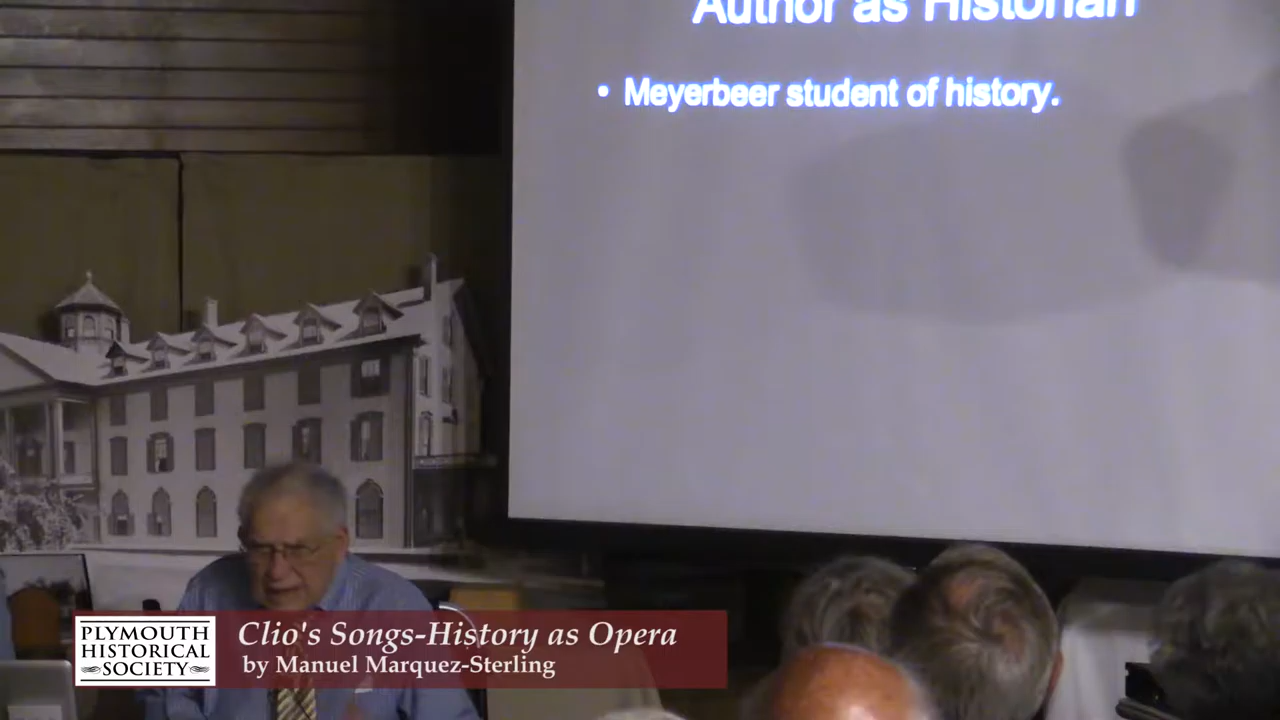 Author as Historian
• Meyerbeer student of history.
PLYMOUTH
HISTORICAL
SOCIETY
Clio's Songs-History as Opera
by Manuel Marquez-Sterling